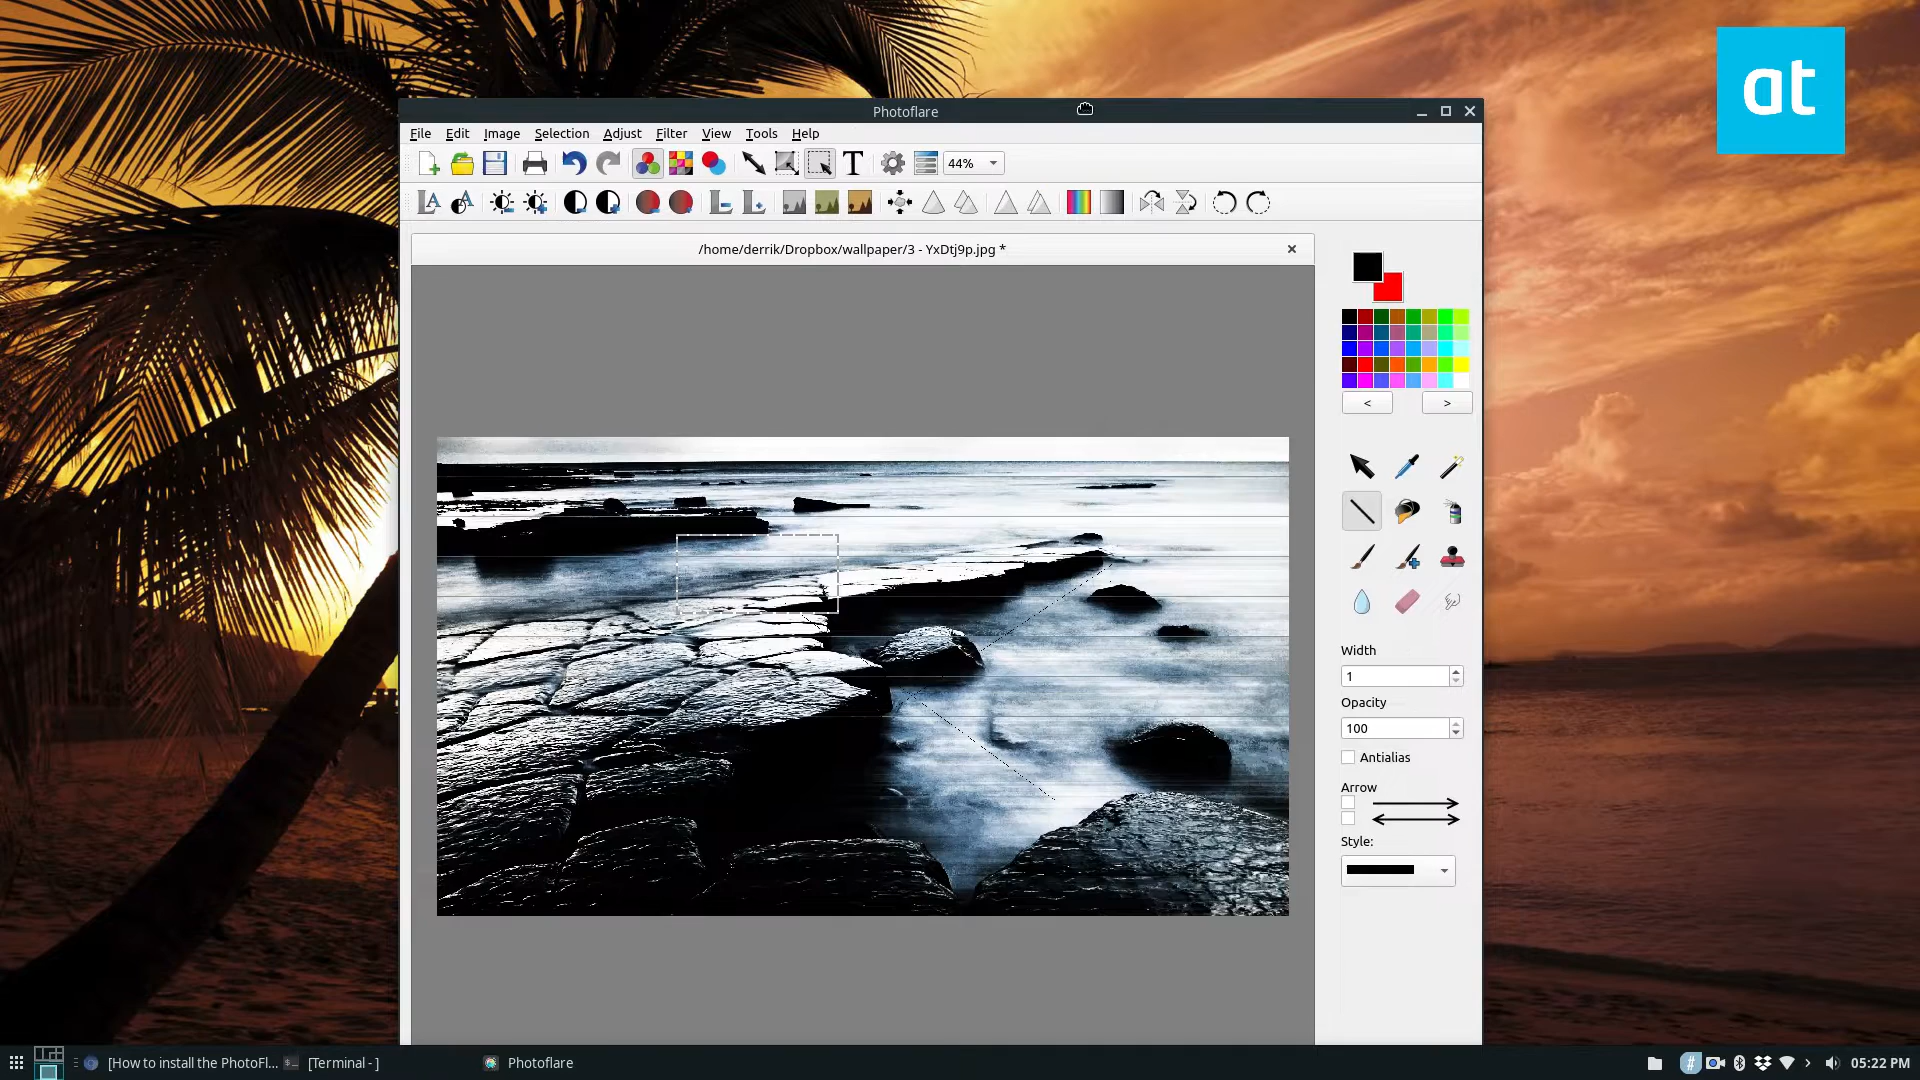 at
Photoflare
File Edit Image Selection Adjust Filter View Tools Help
T 44%
/home/derrik/Dropbox/wallpaper/3 - YxDtj9p.jpg *
< >
Width
1
Opacity
100
Antialias
Arrow
Style:
[How to install the PhotoFl... [Terminal - ] Photoflare 05:22 PM